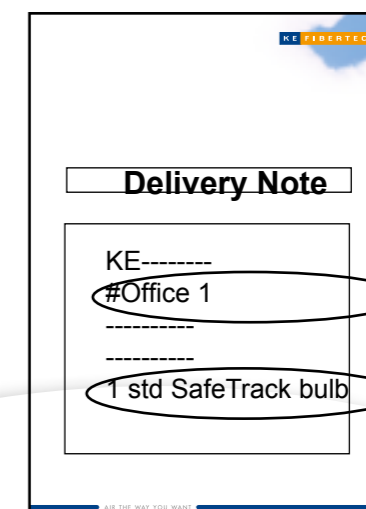 KE FIBERTEC
Delivery Note
KE--------
#Office 1
----------
----------
1 std SafeTrack bulb
AIR THE WAY YOU WANT